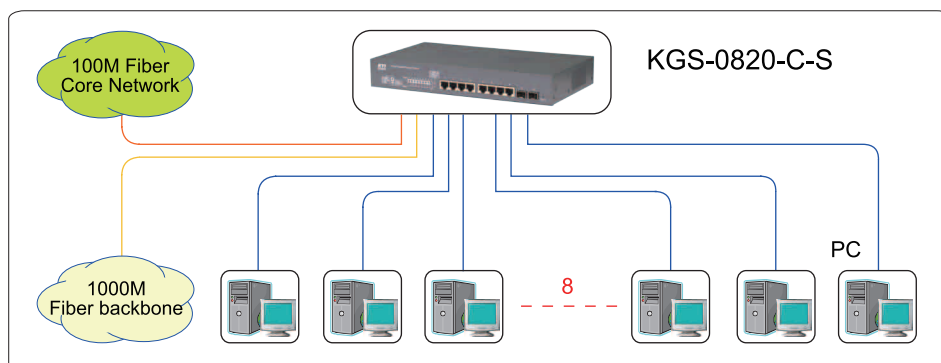 100M Fiber
Core Network
KGS-0820-C-S
PC
8
1000M
Fiber backbone